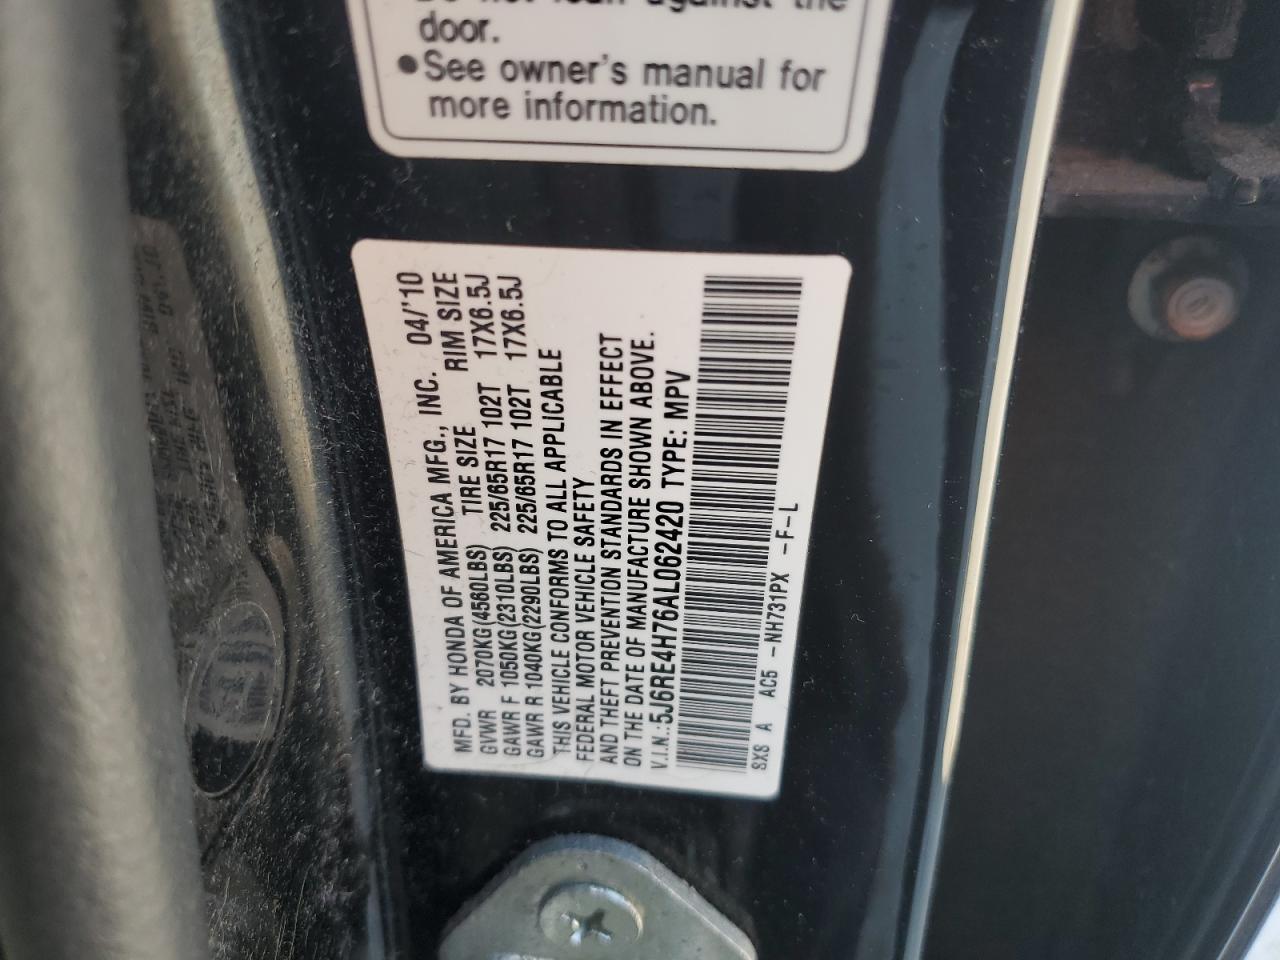 door.
•See owner's manual for
more information.
MFD. BY HONDA OF AMERICA MFG., INC. 04/'10
GVWR 2070KG(4560LBS) TIRE SIZE RIM SIZE
GAWR F 1050KG(2310LBS) 225/65R17 102T 17X6.5J
GAWR R 1040KG(2290LBS) 225/65R17 102T 17X6.5J
THIS VEHICLE CONFORMS TO ALL APPLICABLE
FEDERAL MOTOR VEHICLE SAFETY
AND THEFT PREVENTION STANDARDS IN EFFECT
ON THE DATE OF MANUFACTURE SHOWN ABOVE.
V.I.N.:5J6RE4H76AL062420 TYPE: MPV
SXS A AC5 -NH731PX -F-L